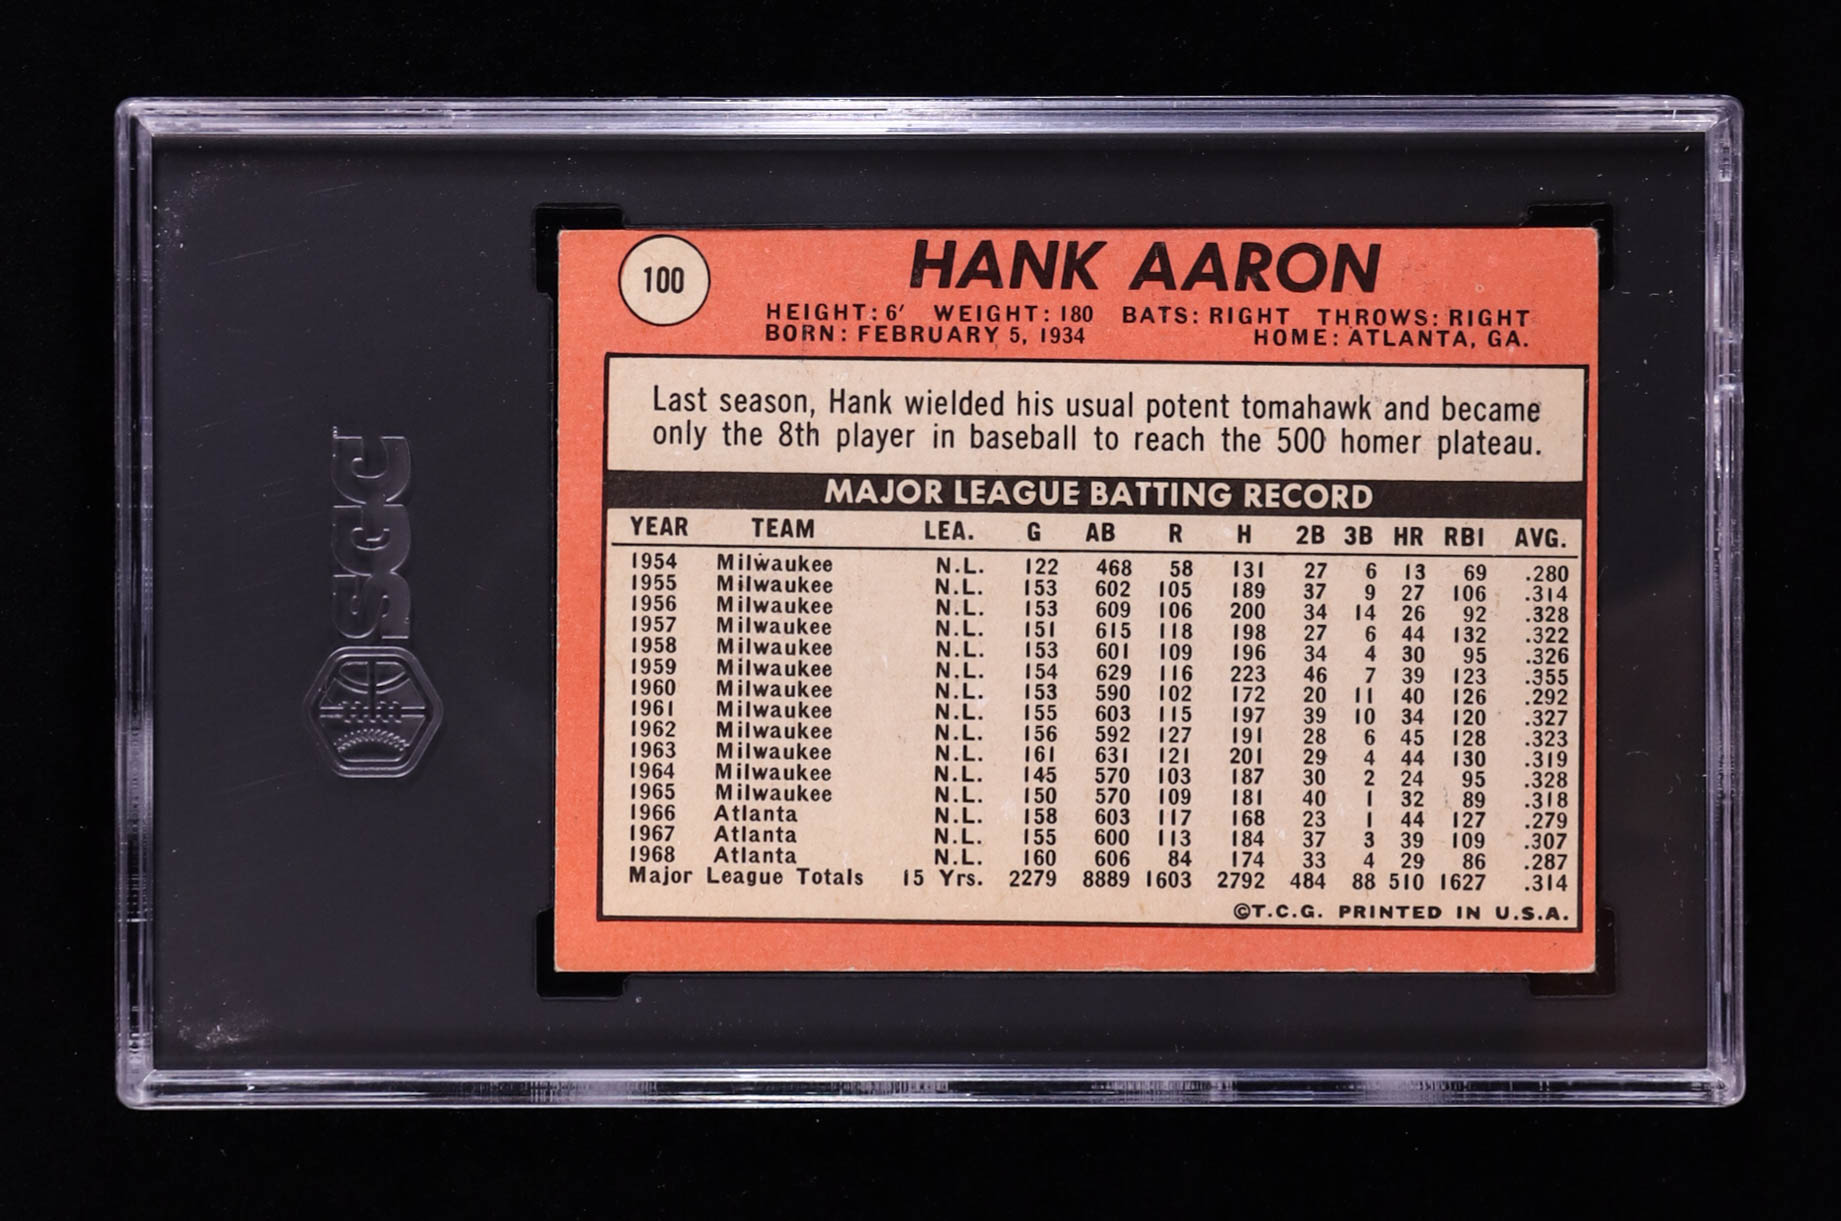 100
HANK AARON
HEIGHT: 6' WEIGHT: 180 BATS: RIGHT THROWS: RIGHT
BORN: FEBRUARY 5, 1934 HOME: ATLANTA, GA.
Last season, Hank wielded his usual potent tomahawk and became
only the 8th player in baseball to reach the 500 homer plateau.
MAJOR LEAGUE BATTING RECORD
YEAR TEAM LEA. G AB R H 2B 3B HR RBI AVG.
1954 Milwaukee N.L. 122 468 58 131 27 6 13 69 .280
1955 Milwaukee N.L. 153 602 105 189 37 9 27 106 .314
1956 Milwaukee N.L. 153 609 106 200 34 14 26 92 .328
1957 Milwaukee N.L. 151 615 118 198 27 6 44 132 .322
1958 Milwaukee N.L. 153 601 109 196 34 4 30 95 .326
1959 Milwaukee N.L. 154 629 116 223 46 7 39 123 .355
1960 Milwaukee N.L. 153 590 102 172 20 11 40 126 .292
1961 Milwaukee N.L. 155 603 115 197 39 10 34 120 .327
1962 Milwaukee N.L. 156 592 127 191 28 6 45 128 .323
1963 Milwaukee N.L. 161 631 121 201 29 4 44 130 .319
1964 Milwaukee N.L. 145 570 103 187 30 2 24 95 .328
1965 Milwaukee N.L. 150 570 109 181 40 1 32 89 .318
1966 Atlanta N.L. 158 603 117 168 23 1 44 127 .279
1967 Atlanta N.L. 155 600 113 184 37 3 39 109 .307
1968 Atlanta N.L. 160 606 84 174 33 4 29 86 .287
Major League Totals 15 Yrs. 2279 8889 1603 2792 484 88 510 1627 .314
©T.C.G. PRINTED IN U.S.A.
SGC